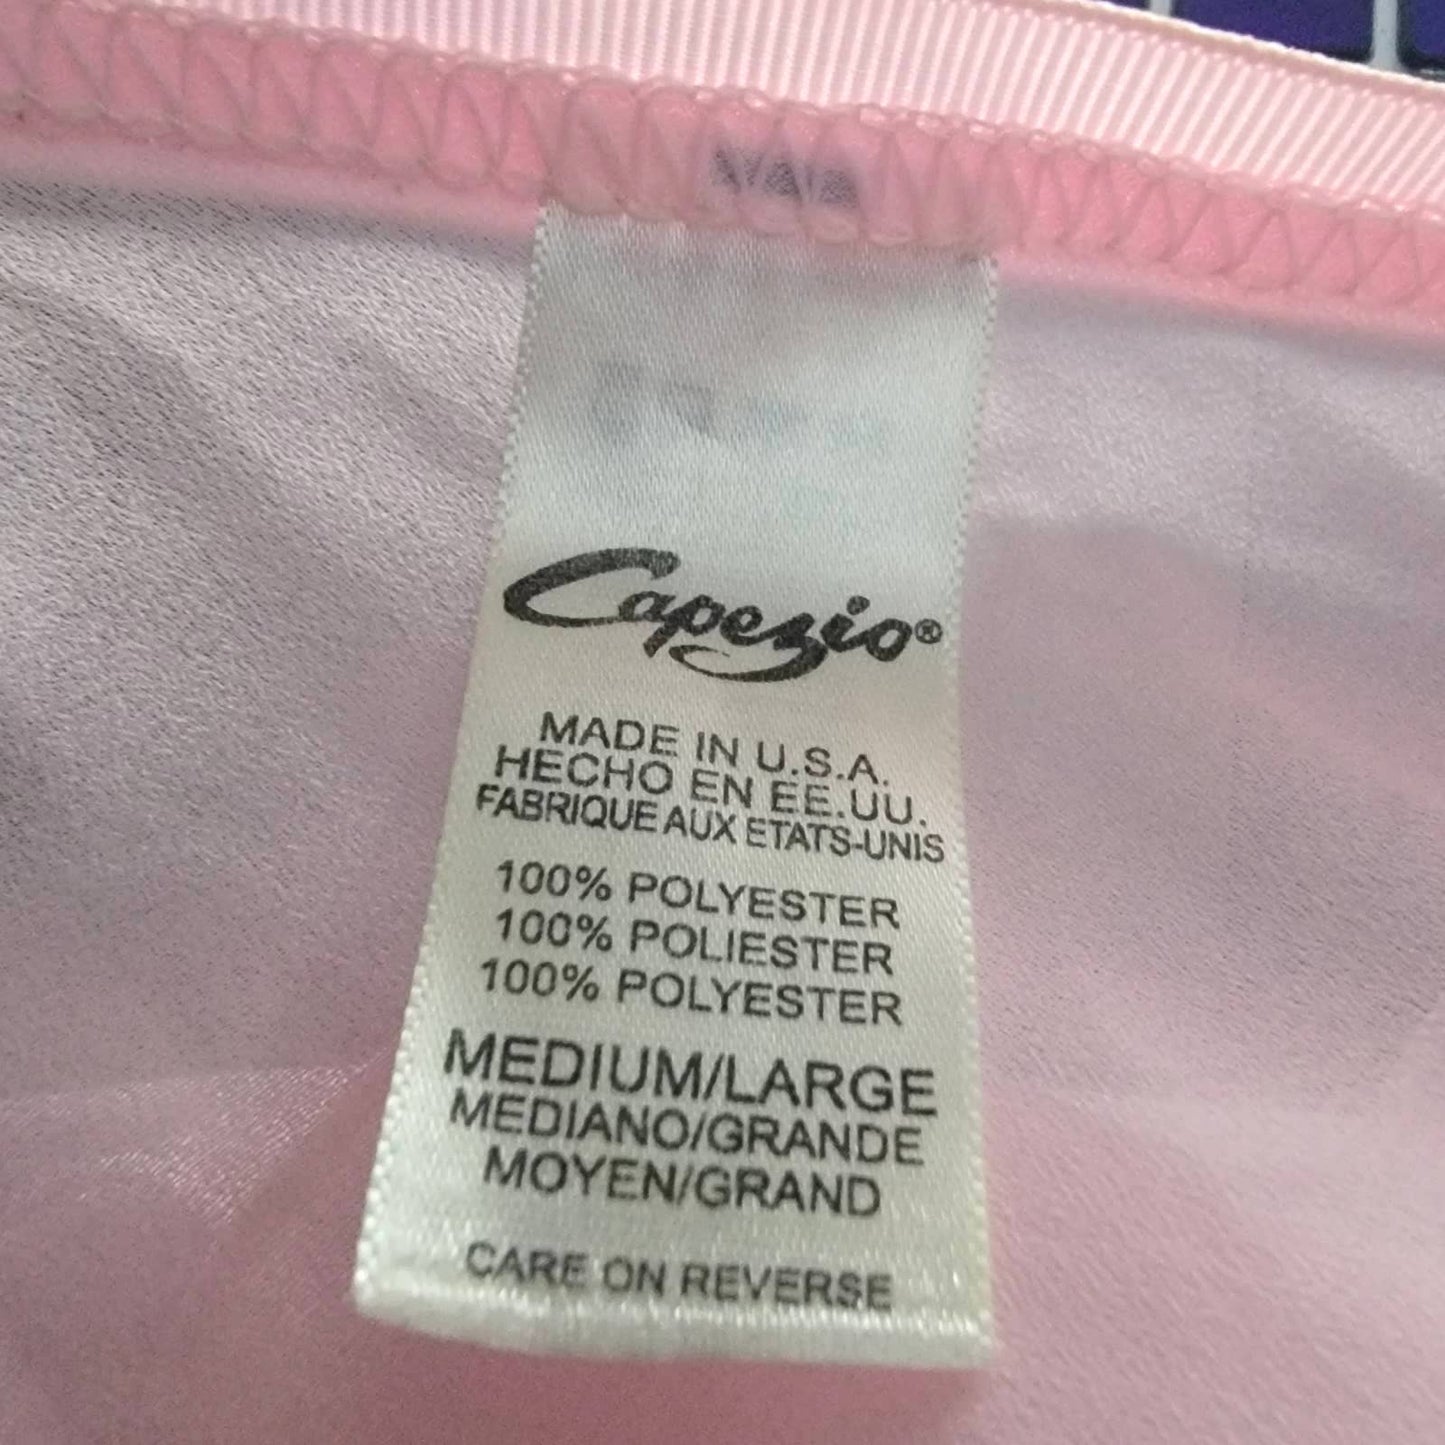 Capezio®
MADE IN U.S.A.
HECHO EN EE.UU.
FABRIQUE AUX ETATS-UNIS
100% POLYESTER
100% POLIESTER
100% POLYESTER
MEDIUM/LARGE
MEDIANO/GRANDE
MOYEN/GRAND
CARE ON REVERSE